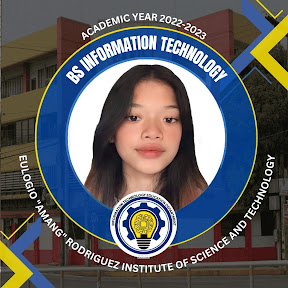 ACADEMIC YEAR 2022-2023
BS INFORMATION TECHNOLOGY
EULOGIO "AMANG" RODRIGUEZ INSTITUTE OF SCIENCE AND TECHNOLOGY